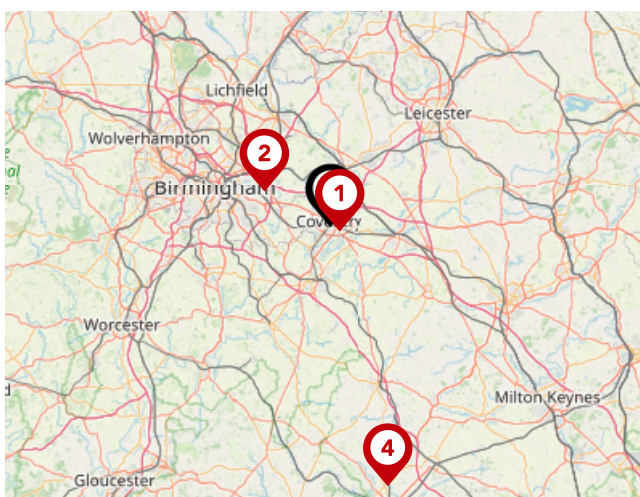 Lichfield
Leicester
Wolverhampton
2
Birmingham
1
Coventry
Worcester
Milton Keynes
4
Gloucester